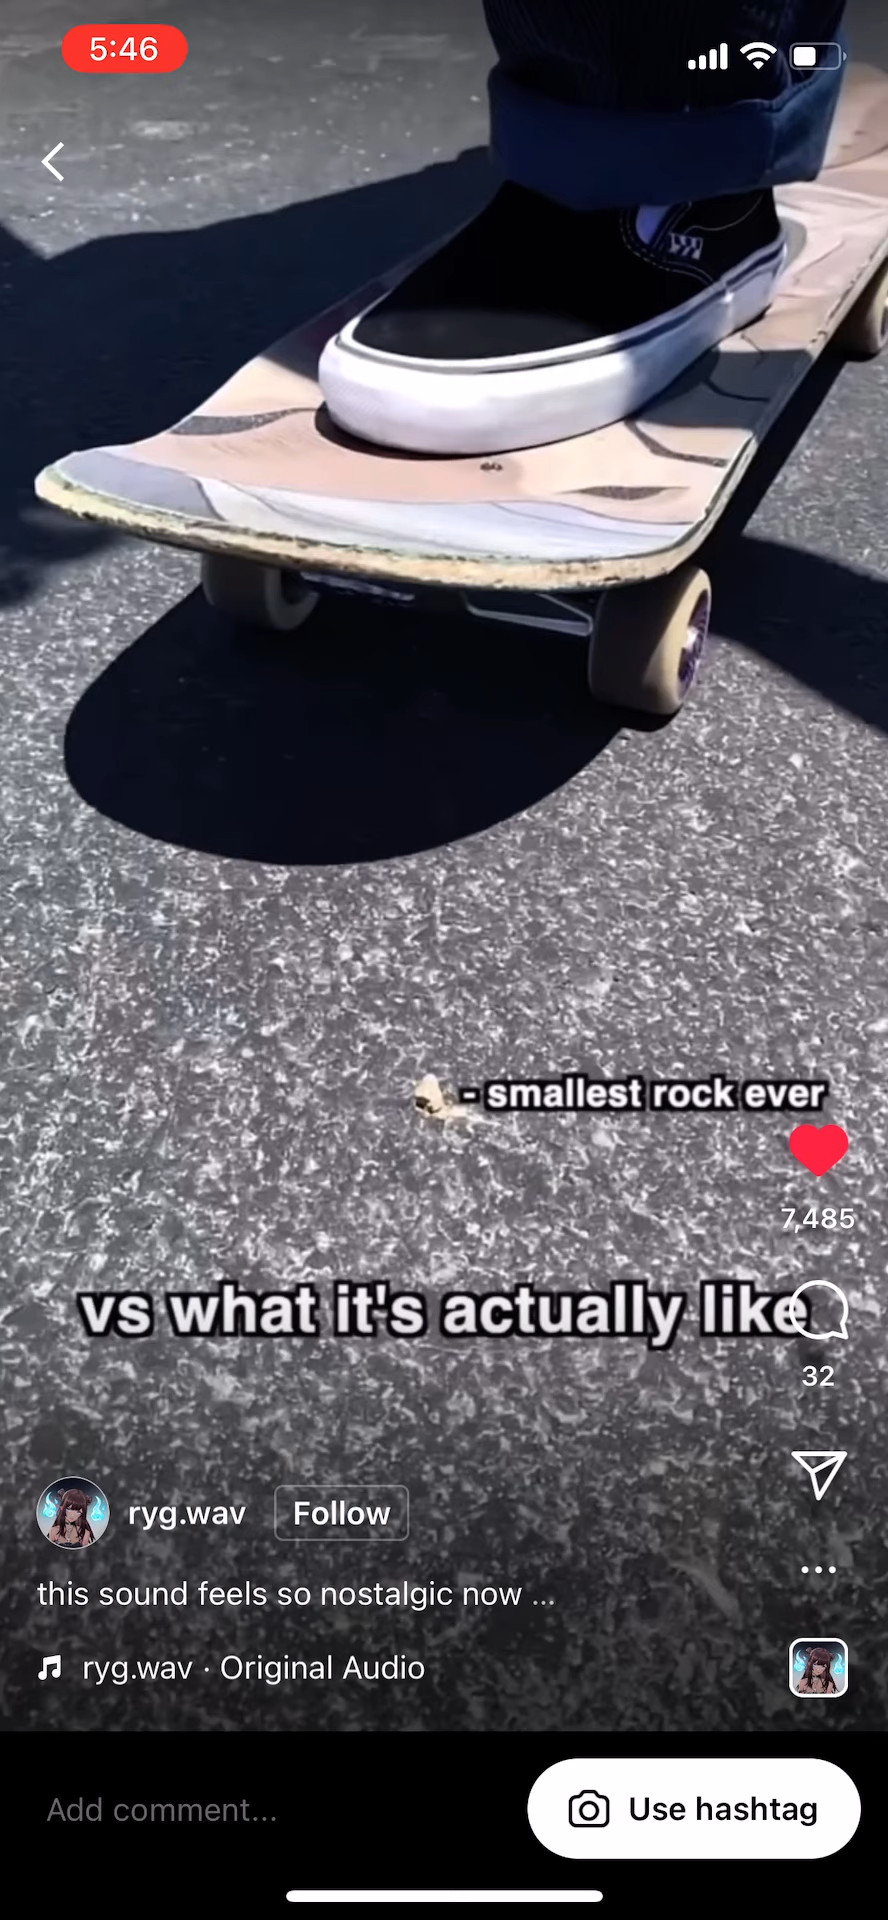 5:46
- smallest rock ever
7,485
vs what it's actually like
32
ryg.wav Follow
this sound feels so nostalgic now ...
ryg.wav · Original Audio
Add comment...
Use hashtag